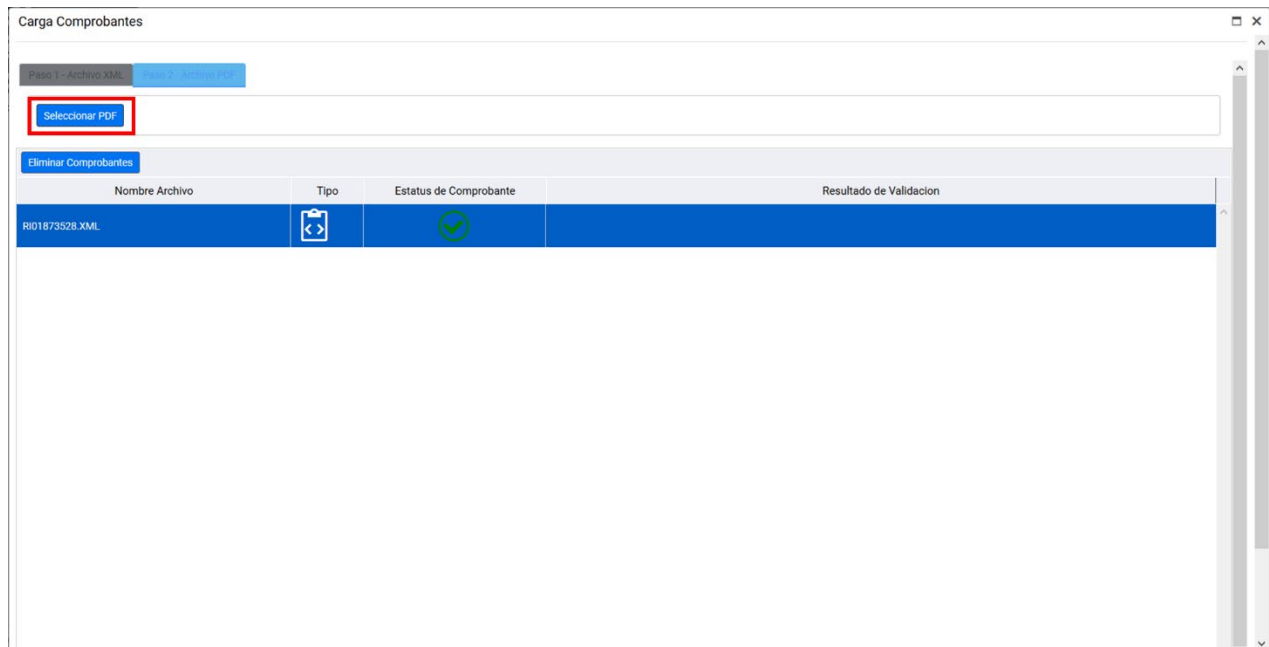 Carga Comprobantes
Paso 1 - Archivo XML Paso 2 - Archivo PDF
Seleccionar PDF
Eliminar Comprobantes
Nombre Archivo Tipo Estatus de Comprobante Resultado de Validacion
RI01873528.XML